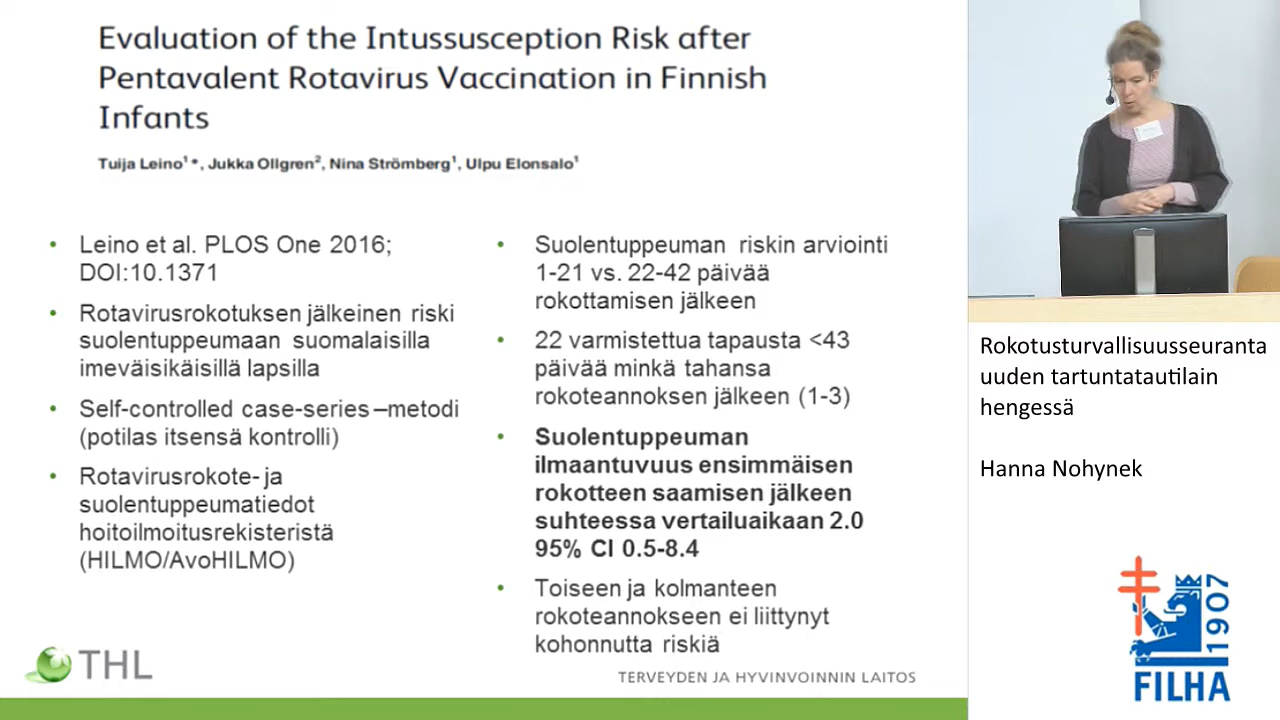 Evaluation of the Intussusception Risk after
Pentavalent Rotavirus Vaccination in Finnish
Infants
Tuija Leino¹*, Jukka Ollgren², Nina Strömberg¹, Ulpu Elonsalo¹
• Leino et al. PLOS One 2016;
DOI:10.1371
• Rotavirusrokotuksen jälkeinen riski
suolentuppeumaan suomalaisilla
imeväisikäisillä lapsilla
• Self-controlled case-series –metodi
(potilas itsensä kontrolli)
• Rotavirusrokote- ja
suolentuppeumatiedot
hoitoilmoitusrekisteristä
(HILMO/AvoHILMO)
• Suolentuppeuman riskin arviointi
1-21 vs. 22-42 päivää
rokottamisen jälkeen
• 22 varmistettua tapausta <43
päivää minkä tahansa
rokoteannoksen jälkeen (1-3)
• Suolentuppeuman
ilmaantuvuus ensimmäisen
rokotteen saamisen jälkeen
suhteessa vertailuaikaan 2.0
95% CI 0.5-8.4
• Toiseen ja kolmanteen
rokoteannokseen ei liittynyt
kohonnutta riskiä
THL
TERVEYDEN JA HYVINVOINNIN LAITOS
Rokotusturvallisuusseuranta
uuden tartuntatautilain
hengessä
Hanna Nohynek
1907
FILHA